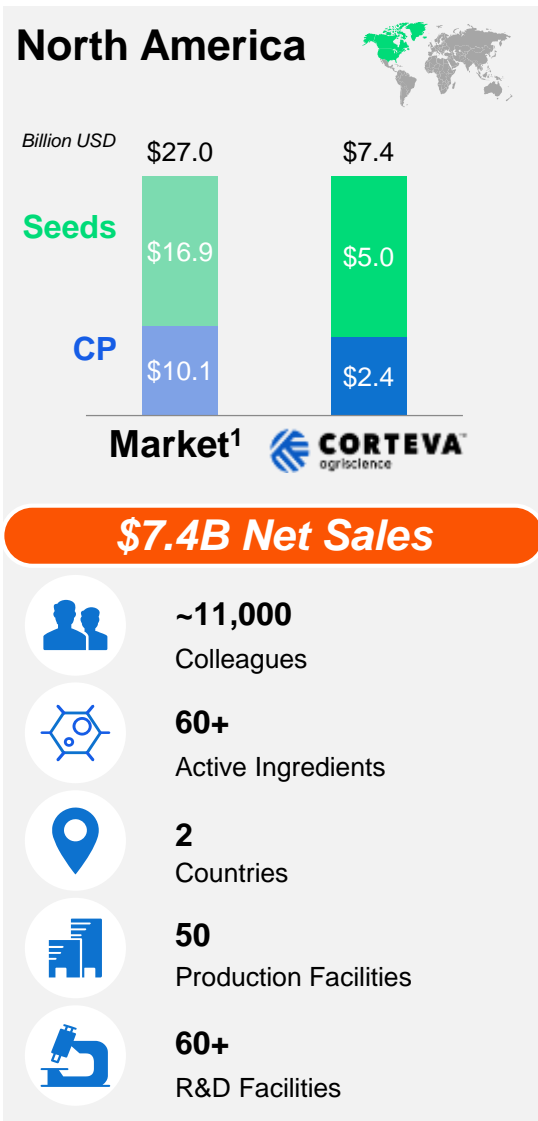 North America
Billion USD
$27.0
$7.4
Seeds
$16.9
$5.0
CP
$10.1
$2.4
Market1
CORTEVA™
agriscience
$7.4B Net Sales
~11,000
Colleagues
60+
Active Ingredients
2
Countries
50
Production Facilities
60+
R&D Facilities